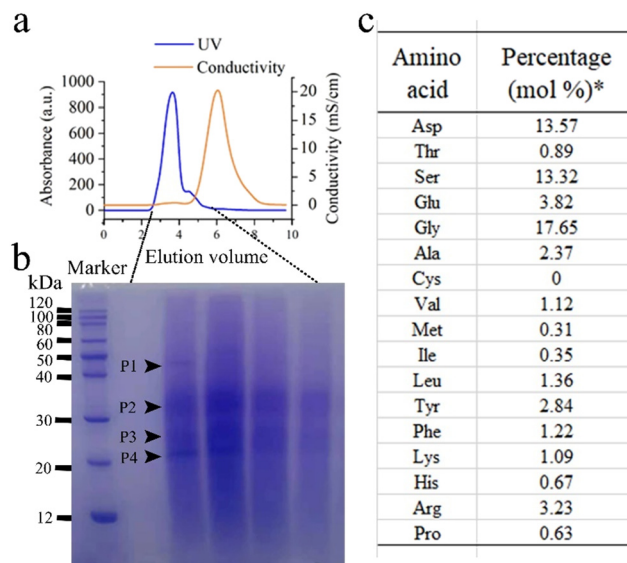 a
UV
Conductivity
1000
800
600
400
200
0
Absorbance (a.u.)
20
15
10
5
0
Conductivity (mS/cm)
0 2 4 6 8 10
Elution volume
b
kDa
Marker
120
100
80
60
50
40
30
20
12
P1
P2
P3
P4
c
Amino acid Percentage (mol %)*
Asp 13.57
Thr 0.89
Ser 13.32
Glu 3.82
Gly 17.65
Ala 2.37
Cys 0
Val 1.12
Met 0.31
Ile 0.35
Leu 1.36
Tyr 2.84
Phe 1.22
Lys 1.09
His 0.67
Arg 3.23
Pro 0.63